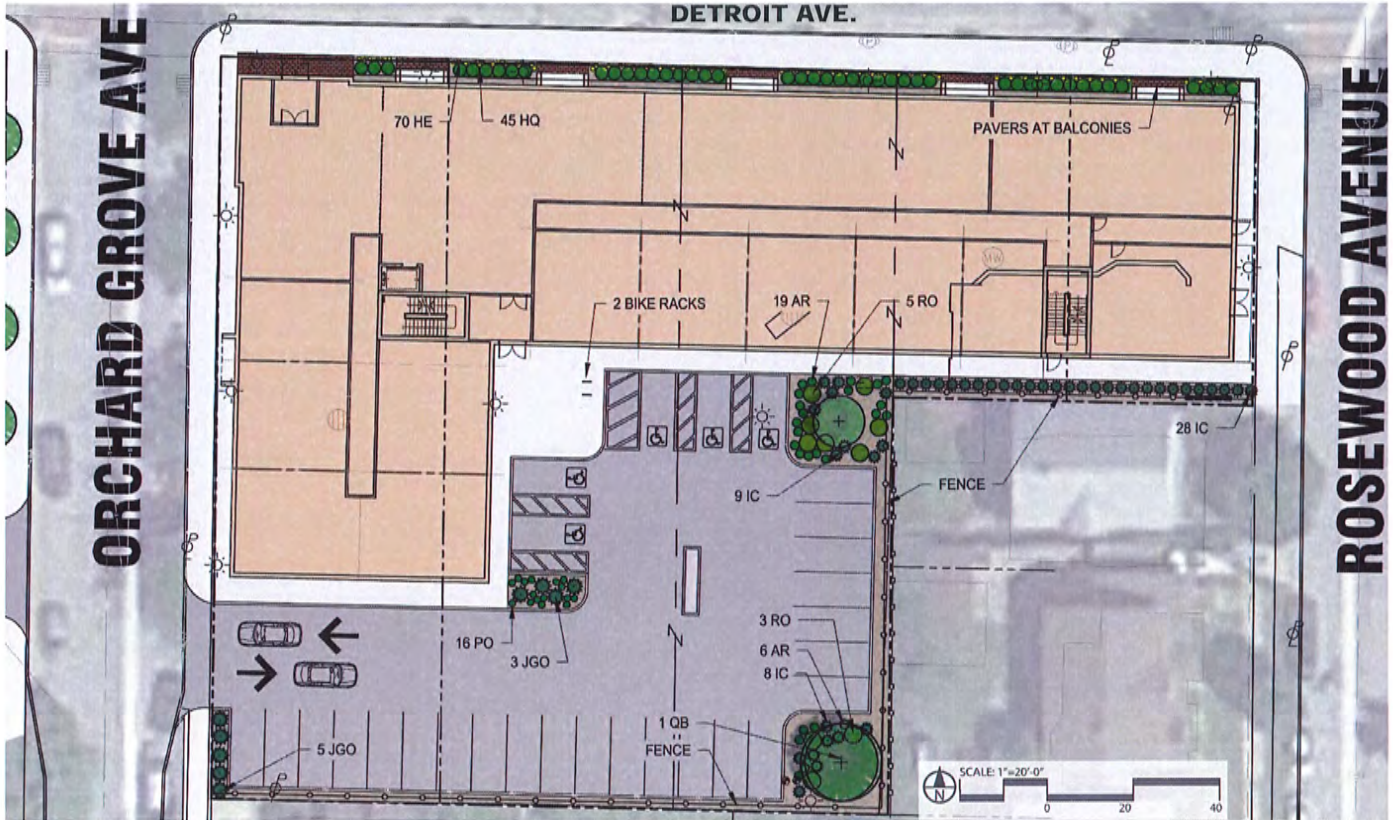 DETROIT AVE.
ORCHARD GROVE AVE
ROSEWOOD AVENUE
70 HE
45 HQ
PAVERS AT BALCONIES
MW
2 BIKE RACKS
19 AR
5 RO
28 IC
9 IC
FENCE
3 RO
16 PO
3 JGO
6 AR
8 IC
1 QB
5 JGO
FENCE
SCALE: 1"=20'-0"
N
0 20 40